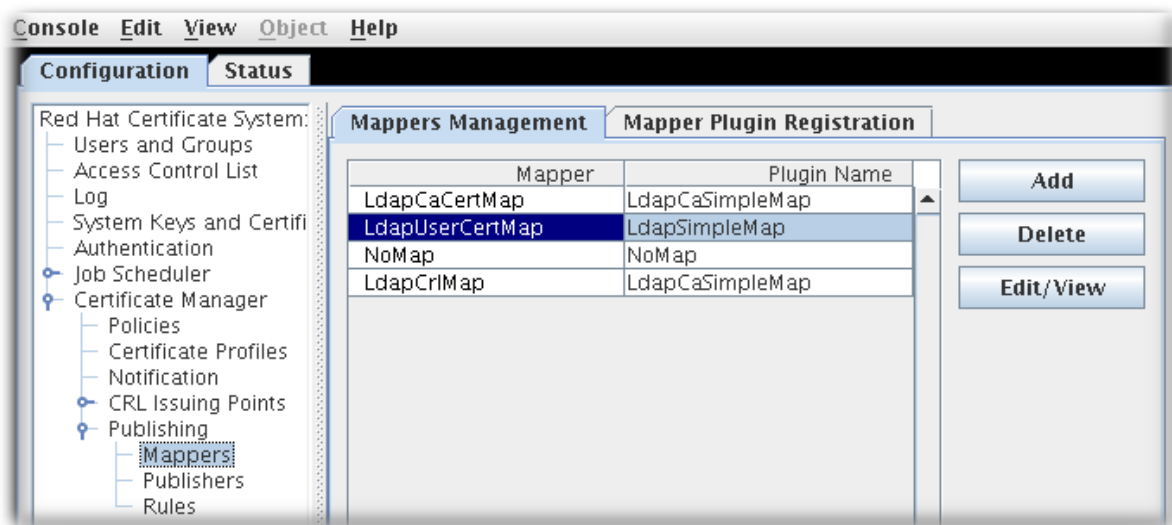 Console Edit View Object Help
Configuration Status
Red Hat Certificate System:
Users and Groups
Access Control List
Log
System Keys and Certifi
Authentication
Job Scheduler
Certificate Manager
Policies
Certificate Profiles
Notification
CRL Issuing Points
Publishing
Mappers
Publishers
Rules
Mappers Management Mapper Plugin Registration
Mapper Plugin Name
LdapCaCertMap LdapCaSimpleMap
LdapUserCertMap LdapSimpleMap
NoMap NoMap
LdapCrlMap LdapCaSimpleMap
Add
Delete
Edit/View